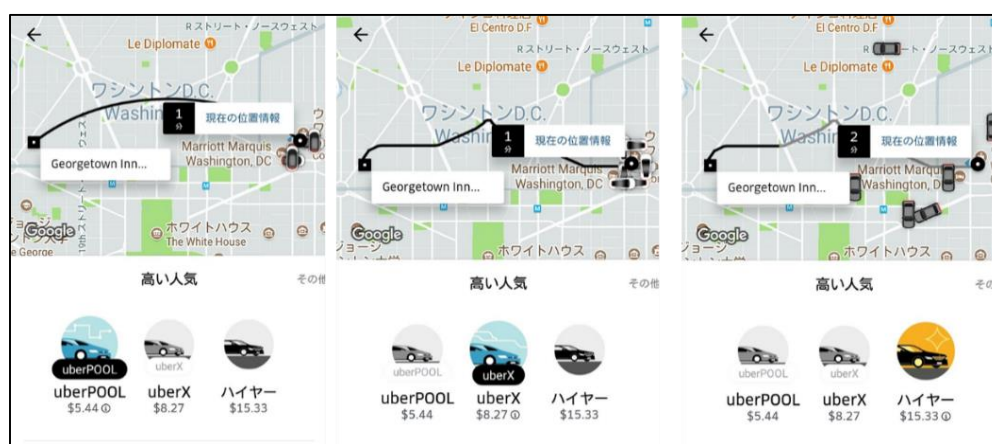 R ストリート・ノースウェスト
Le Diplomate
ワシントンD.C.
Washin
1
分
現在の位置情報
Marriott Marquis
Washington, DC
Georgetown Inn...
Google
ホワイトハウス
The White House
高い人気
その他
uberPOOL
uberX
uberPOOL
uberX
ハイヤー
$5.44
$8.27
$15.33
El Centro D.F
R ストリート・ノースウェスト
Le Diplomate
ワシントンD.C.
Washin
1
分
現在の位置情報
Marriott Marquis
Washington, DC
Georgetown Inn...
Google
ホワイトハウス
高い人気
その他
uberPOOL
uberX
uberPOOL
uberX
ハイヤー
$5.44
$8.27
$15.33
El Centro D.F
Le Diplomate
ワシントンD.C.
Washin
2
分
現在の位置情報
Marriott Marquis
Washington, D
Georgetown Inn...
Google
ホワイトハウス
高い人気
その
uberPOOL
uberX
uberPOOL
uberX
ハイヤー
$5.44
$8.27
$15.33